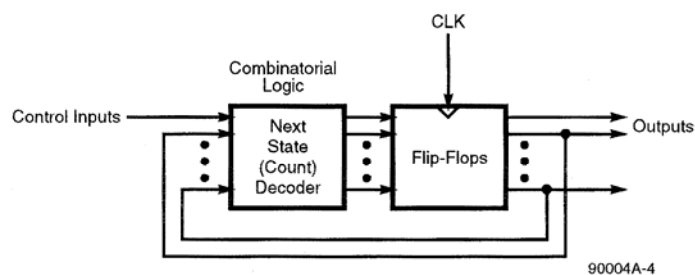 CLK
Combinatorial
Logic
Control Inputs
Next
State
(Count)
Decoder
Flip-Flops
Outputs
90004A-4